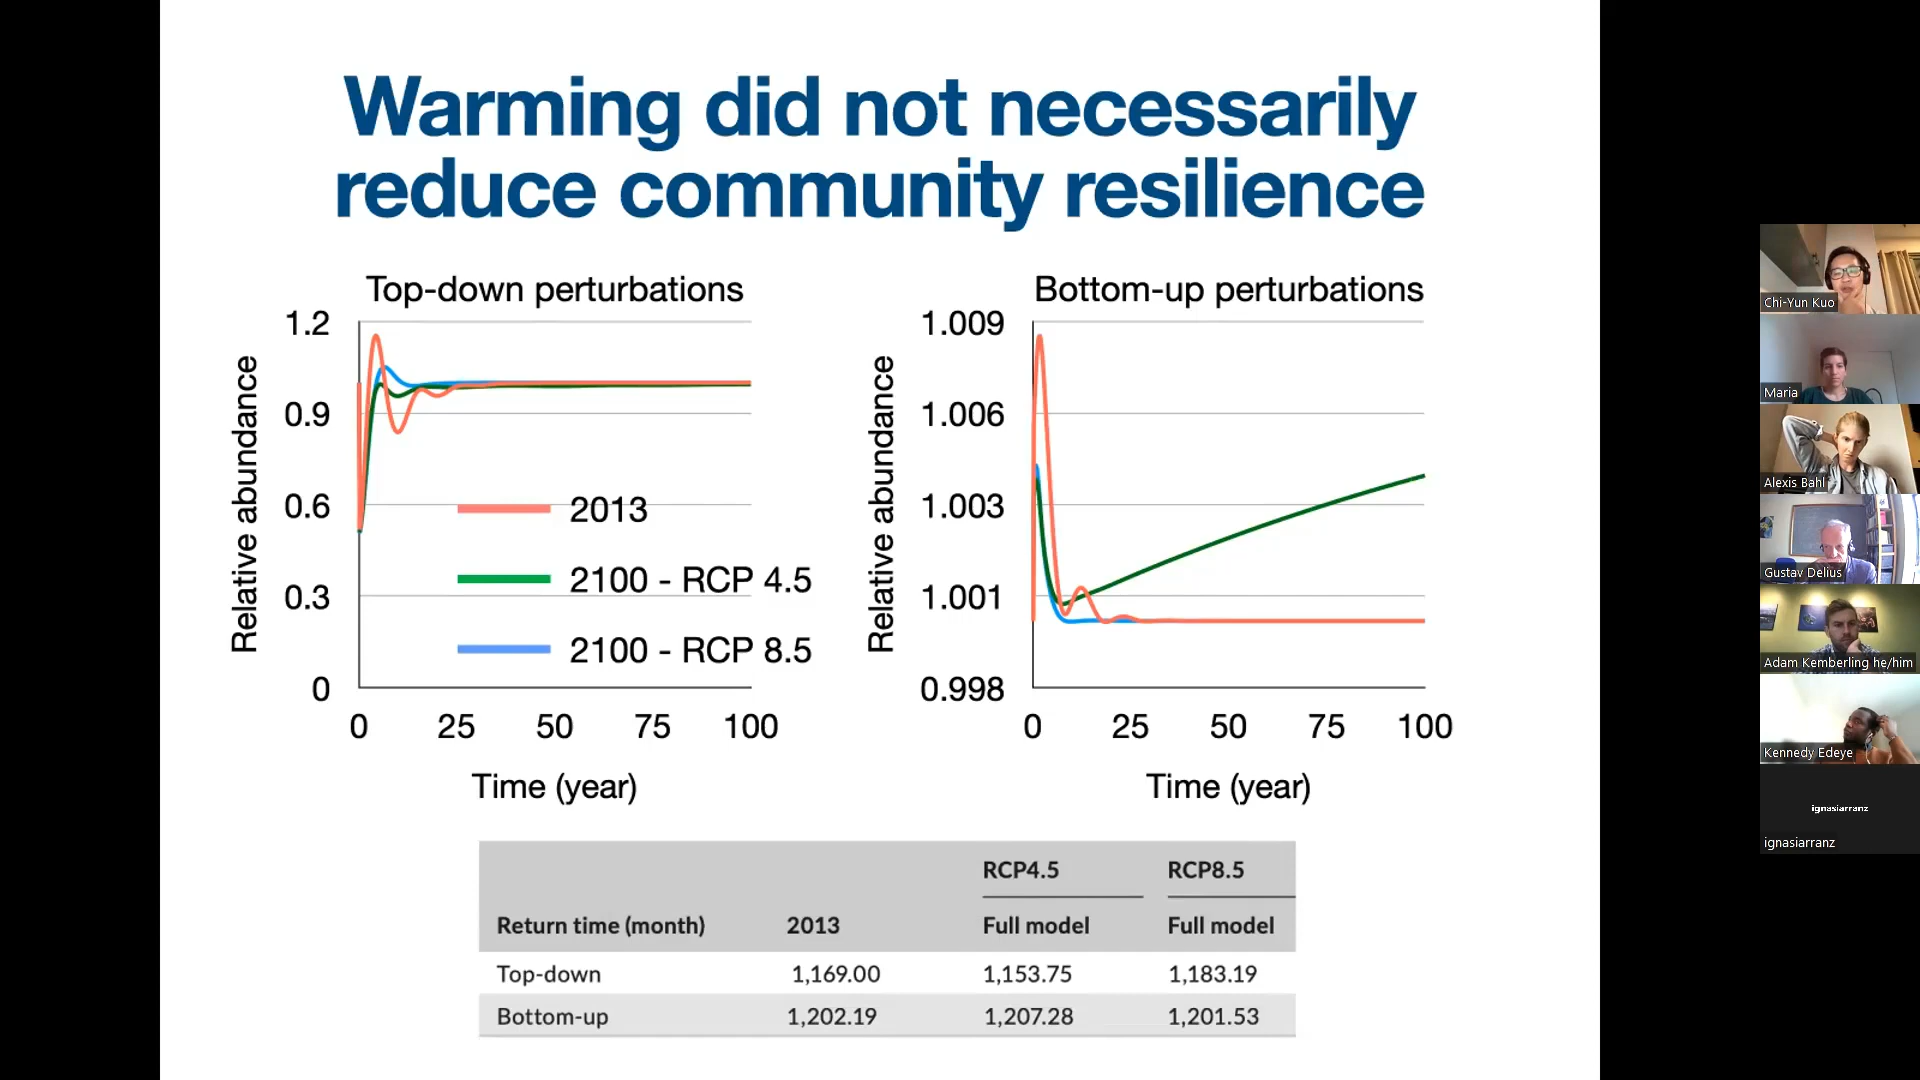 Warming did not necessarily
reduce community resilience
Top-down perturbations
Relative abundance
1.2
0.9
0.6
0.3
0
0 25 50 75 100
Time (year)
2013
2100 - RCP 4.5
2100 - RCP 8.5
Bottom-up perturbations
Relative abundance
1.009
1.006
1.003
1.001
0.998
0 25 50 75 100
Time (year)
RCP4.5 RCP8.5
Return time (month) 2013 Full model Full model
Top-down 1,169.00 1,153.75 1,183.19
Bottom-up 1,202.19 1,207.28 1,201.53
Chi-Yun Kuo
Maria
Alexis Bahl
Gustav Delius
Adam Kemberling he/him
Kennedy Edeye
ignasiarranz
ignasiarranz